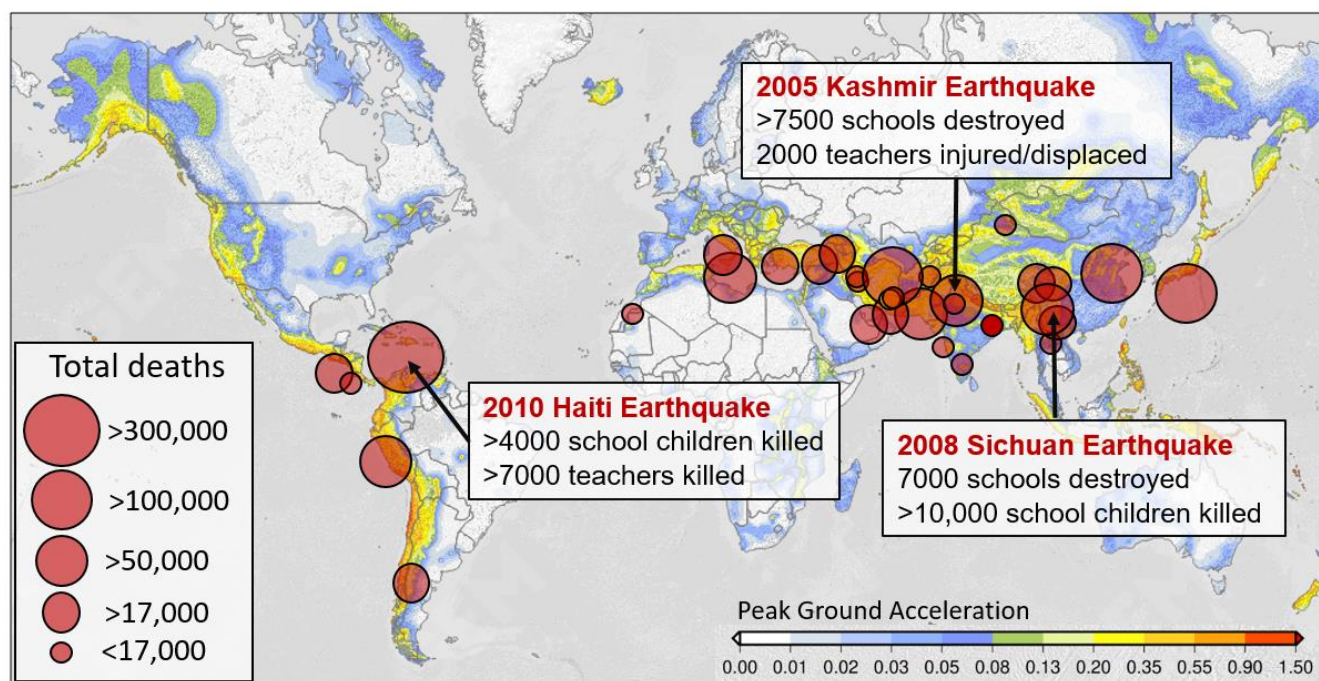 2005 Kashmir Earthquake
>7500 schools destroyed
2000 teachers injured/displaced
2010 Haiti Earthquake
>4000 school children killed
>7000 teachers killed
2008 Sichuan Earthquake
7000 schools destroyed
>10,000 school children killed
Total deaths
>300,000
>100,000
>50,000
>17,000
<17,000
Peak Ground Acceleration
0.00 0.01 0.02 0.03 0.05 0.08 0.13 0.20 0.35 0.55 0.90 1.50